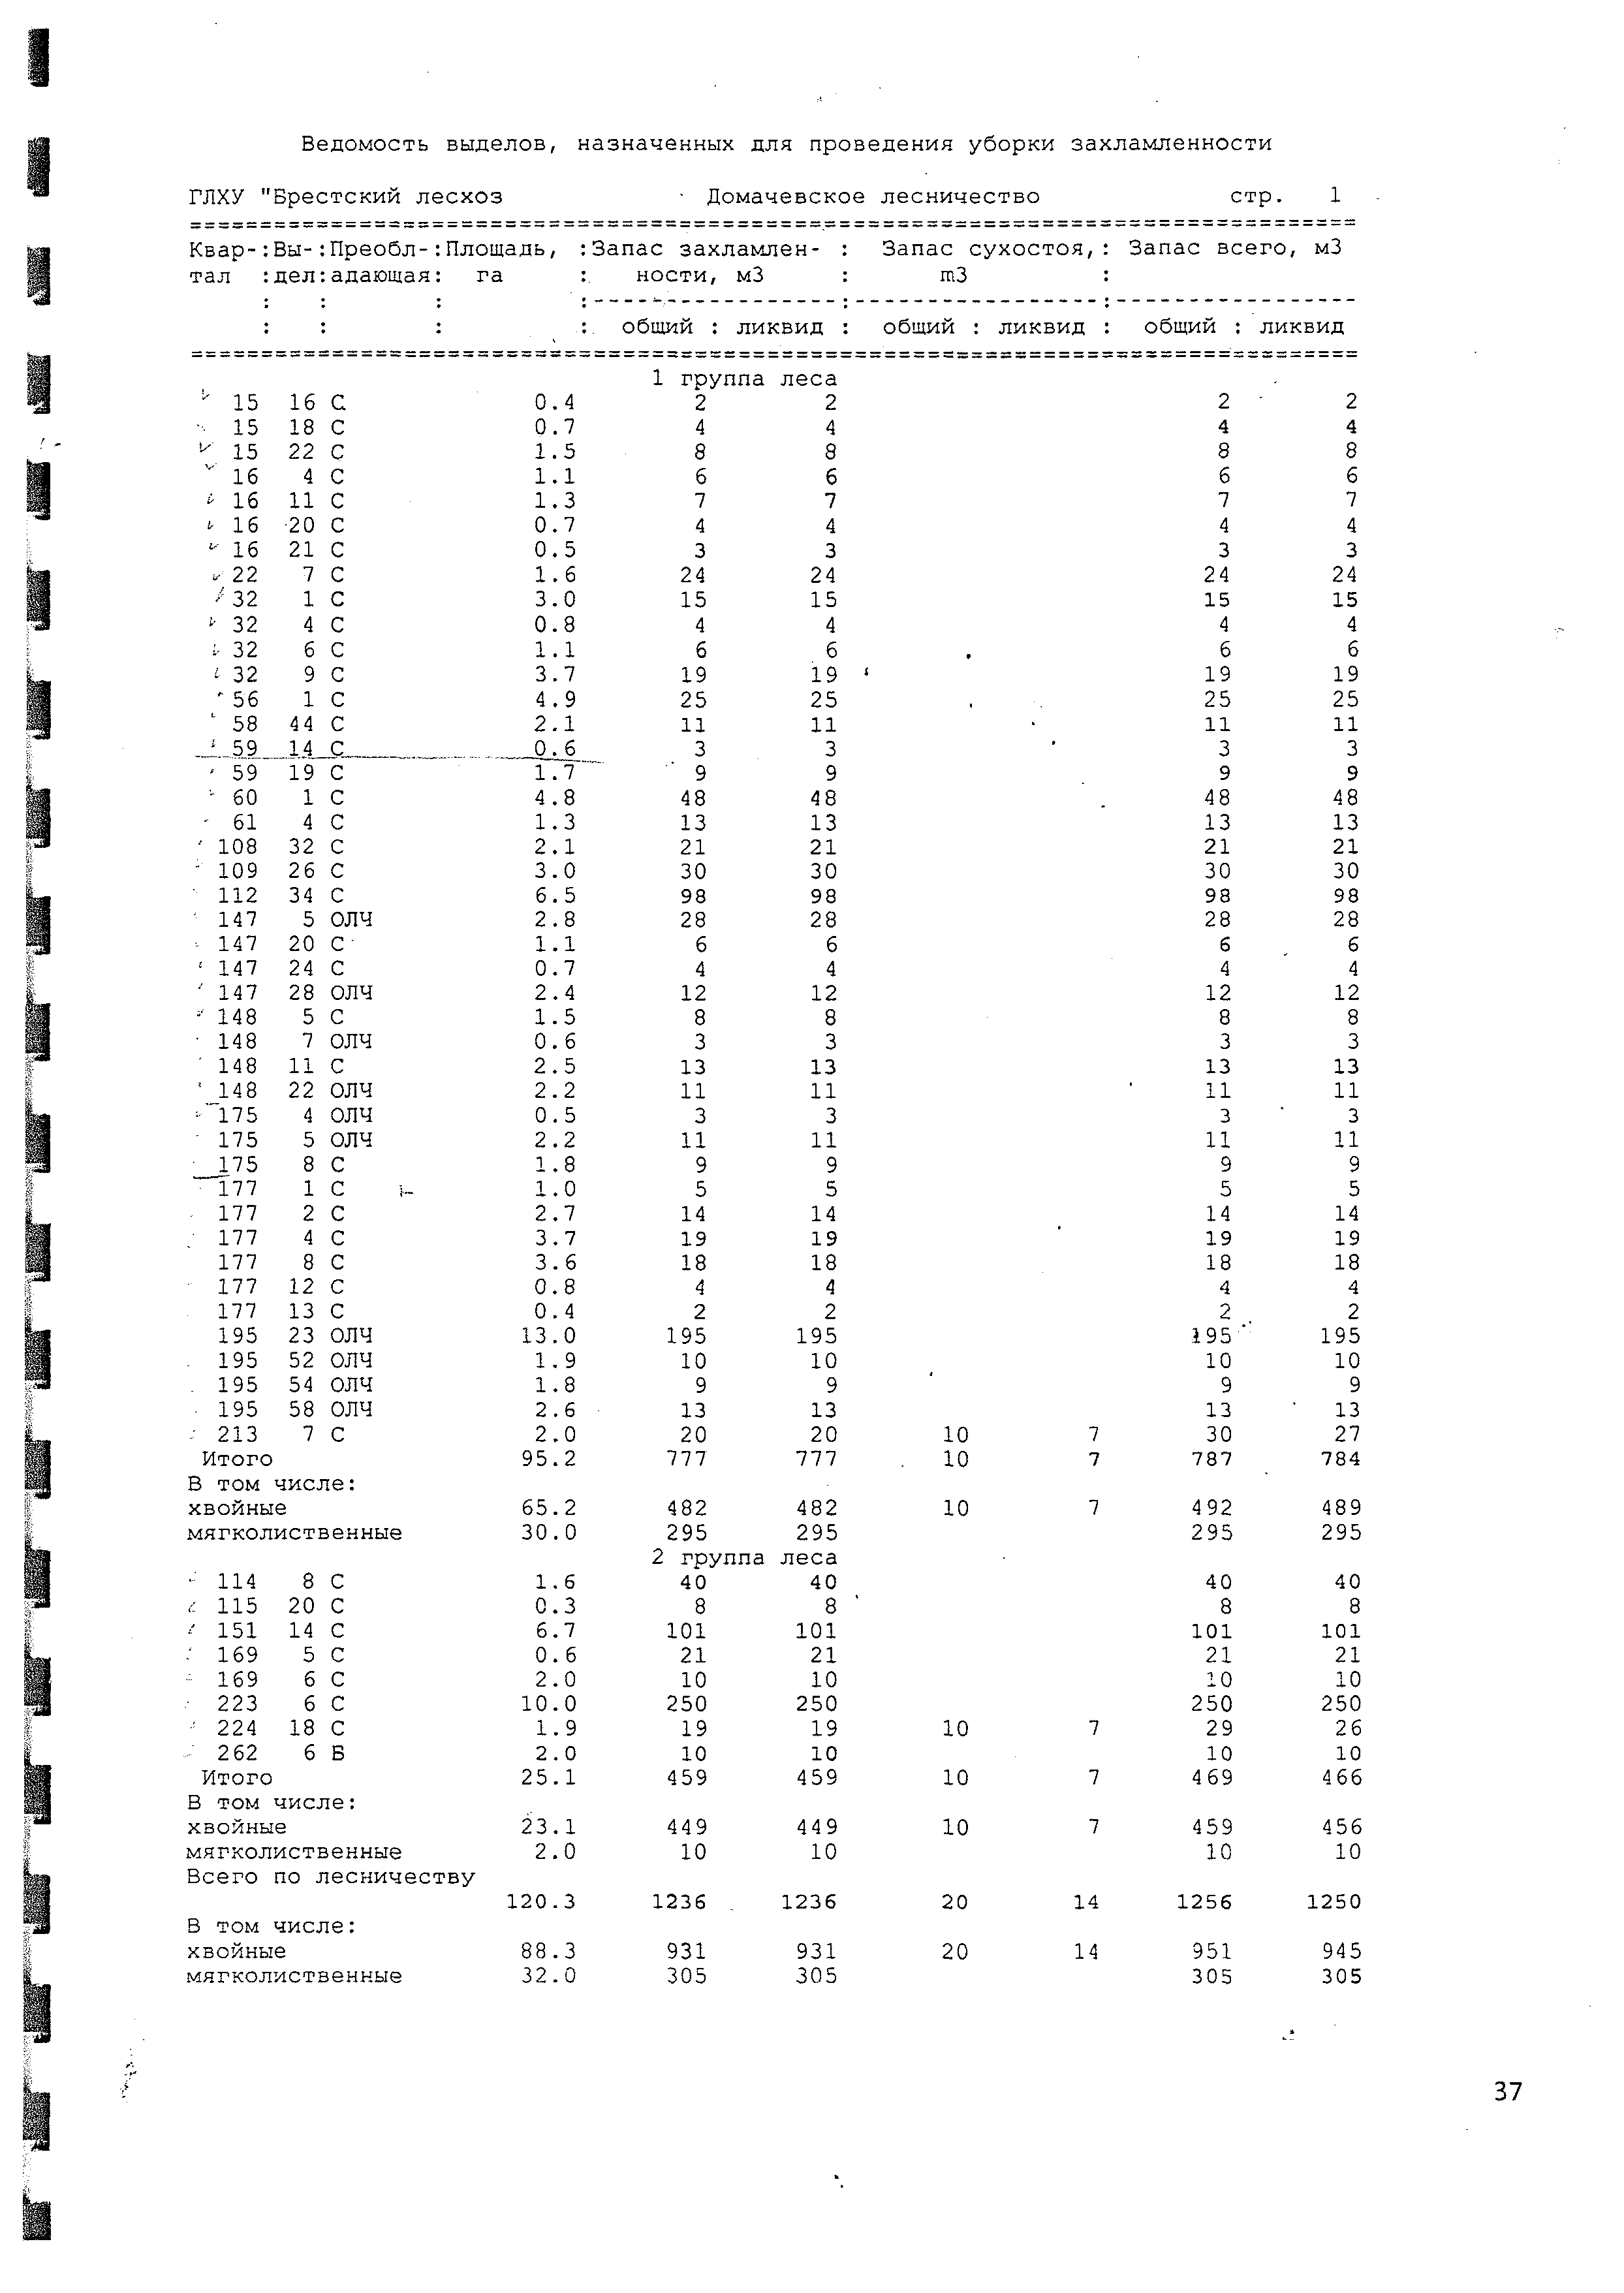 Ведомость выделов, назначенных для проведения уборки захламленности
ГЛХУ "Брестский лесхоз Домачевское лесничество стр. 1
================================================================================
Квар-:Вы-:Преобл-:Площадь, :Запас захламлен- : Запас сухостоя,: Запас всего, м3
тал :дел:адающая: га : ности, м3 : m3 :
: : : :-----------------:-----------------:-----------------
: : : : общий : ликвид : общий : ликвид : общий : ликвид
================================================================================
1 группа леса
15 16 С 0.4 2 2 2 2
15 18 С 0.7 4 4 4 4
15 22 С 1.5 8 8 8 8
16 4 С 1.1 6 6 6 6
16 11 С 1.3 7 7 7 7
16 20 С 0.7 4 4 4 4
16 21 С 0.5 3 3 3 3
22 7 С 1.6 24 24 24 24
32 1 С 3.0 15 15 15 15
32 4 С 0.8 4 4 4 4
32 6 С 1.1 6 6 6 6
32 9 С 3.7 19 19 19 19
56 1 С 4.9 25 25 25 25
58 44 С 2.1 11 11 11 11
59 14 С 0.6 3 3 3 3
59 19 С 1.7 9 9 9 9
60 1 С 4.8 48 48 48 48
61 4 С 1.3 13 13 13 13
108 32 С 2.1 21 21 21 21
109 26 С 3.0 30 30 30 30
112 34 С 6.5 98 98 98 98
147 5 ОЛЧ 2.8 28 28 28 28
147 20 С 1.1 6 6 6 6
147 24 С 0.7 4 4 4 4
147 28 ОЛЧ 2.4 12 12 12 12
148 5 С 1.5 8 8 8 8
148 7 ОЛЧ 0.6 3 3 3 3
148 11 С 2.5 13 13 13 13
148 22 ОЛЧ 2.2 11 11 11 11
175 4 ОЛЧ 0.5 3 3 3 3
175 5 ОЛЧ 2.2 11 11 11 11
175 8 С 1.8 9 9 9 9
177 1 С 1.0 5 5 5 5
177 2 С 2.7 14 14 14 14
177 4 С 3.7 19 19 19 19
177 8 С 3.6 18 18 18 18
177 12 С 0.8 4 4 4 4
177 13 С 0.4 2 2 2 2
195 23 ОЛЧ 13.0 195 195 195 195
195 52 ОЛЧ 1.9 10 10 10 10
195 54 ОЛЧ 1.8 9 9 9 9
195 58 ОЛЧ 2.6 13 13 13 13
213 7 С 2.0 20 20 10 7 30 27
Итого 95.2 777 777 10 7 787 784
В том числе:
хвойные 65.2 482 482 10 7 492 489
мягколиственные 30.0 295 295 295 295
2 группа леса
114 8 С 1.6 40 40 40 40
115 20 С 0.3 8 8 8 8
151 14 С 6.7 101 101 101 101
169 5 С 0.6 21 21 21 21
169 6 С 2.0 10 10 10 10
223 6 С 10.0 250 250 250 250
224 18 С 1.9 19 19 10 7 29 26
262 6 Б 2.0 10 10 10 10
Итого 25.1 459 459 10 7 469 466
В том числе:
хвойные 23.1 449 449 10 7 459 456
мягколиственные 2.0 10 10 10 10
Всего по лесничеству
120.3 1236 1236 20 14 1256 1250
В том числе:
хвойные 88.3 931 931 20 14 951 945
мягколиственные 32.0 305 305 305 305
37